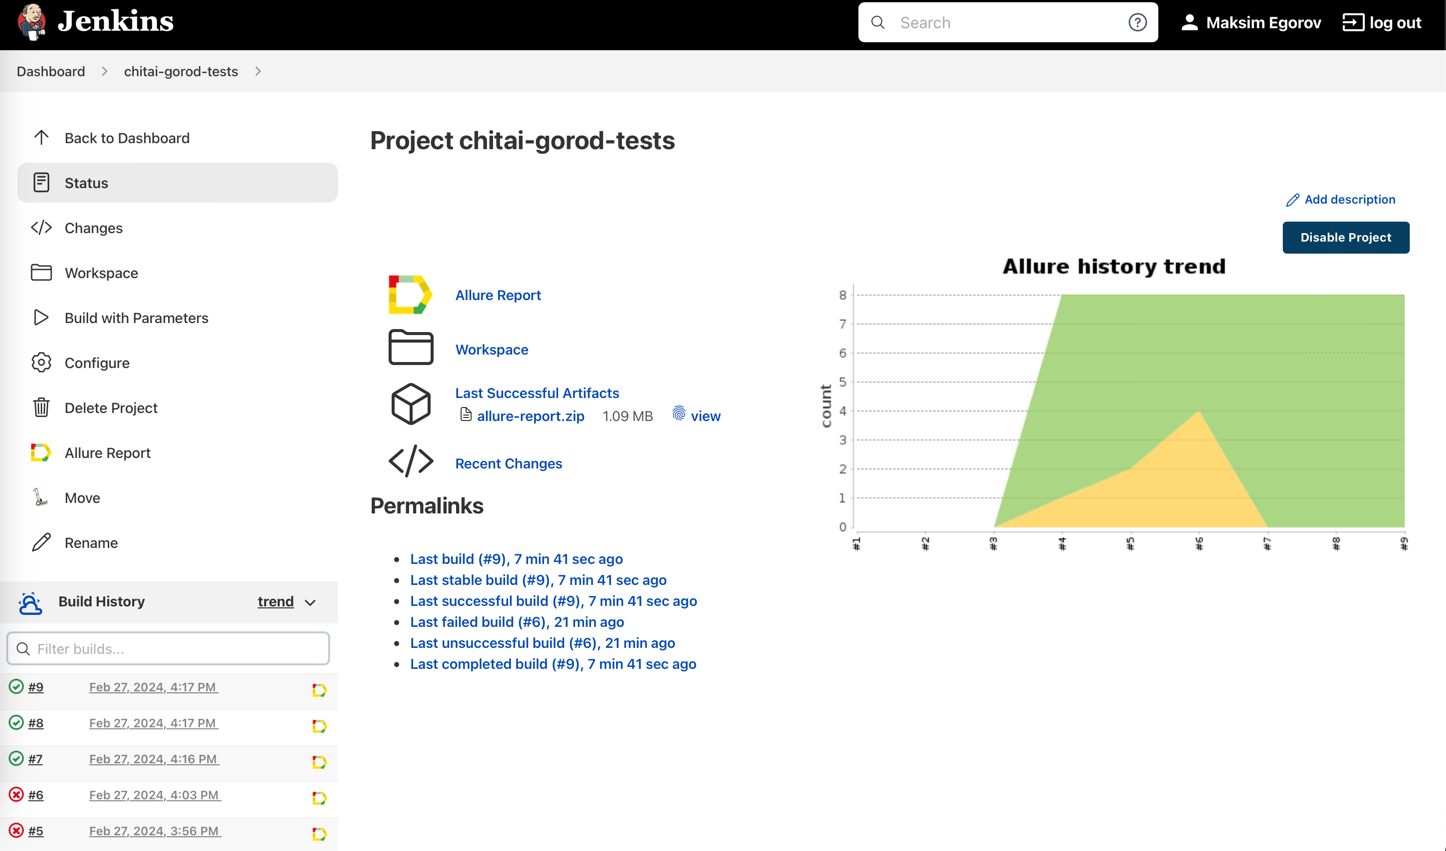 Jenkins
Search
Maksim Egorov
log out
Dashboard
chitai-gorod-tests
Back to Dashboard
Status
Changes
Workspace
Build with Parameters
Configure
Delete Project
Allure Report
Move
Rename
Build History
trend
Filter builds...
#9 Feb 27, 2024, 4:17 PM
#8 Feb 27, 2024, 4:17 PM
#7 Feb 27, 2024, 4:16 PM
#6 Feb 27, 2024, 4:03 PM
#5 Feb 27, 2024, 3:56 PM
Project chitai-gorod-tests
Add description
Disable Project
Allure Report
Workspace
Last Successful Artifacts
allure-report.zip 1.09 MB view
Recent Changes
Permalinks
Last build (#9), 7 min 41 sec ago
Last stable build (#9), 7 min 41 sec ago
Last successful build (#9), 7 min 41 sec ago
Last failed build (#6), 21 min ago
Last unsuccessful build (#6), 21 min ago
Last completed build (#9), 7 min 41 sec ago
Allure history trend
count
8
7
6
5
4
3
2
1
0
#1
#2
#3
#4
#5
#6
#7
#8
#9